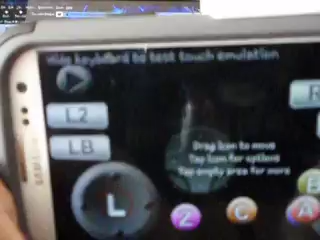 Hide keyboard to test touch emulation
L2
R
LB
Drag icon to move
Tap icon for options
Tap empty area for more
L
B
Z
C
A